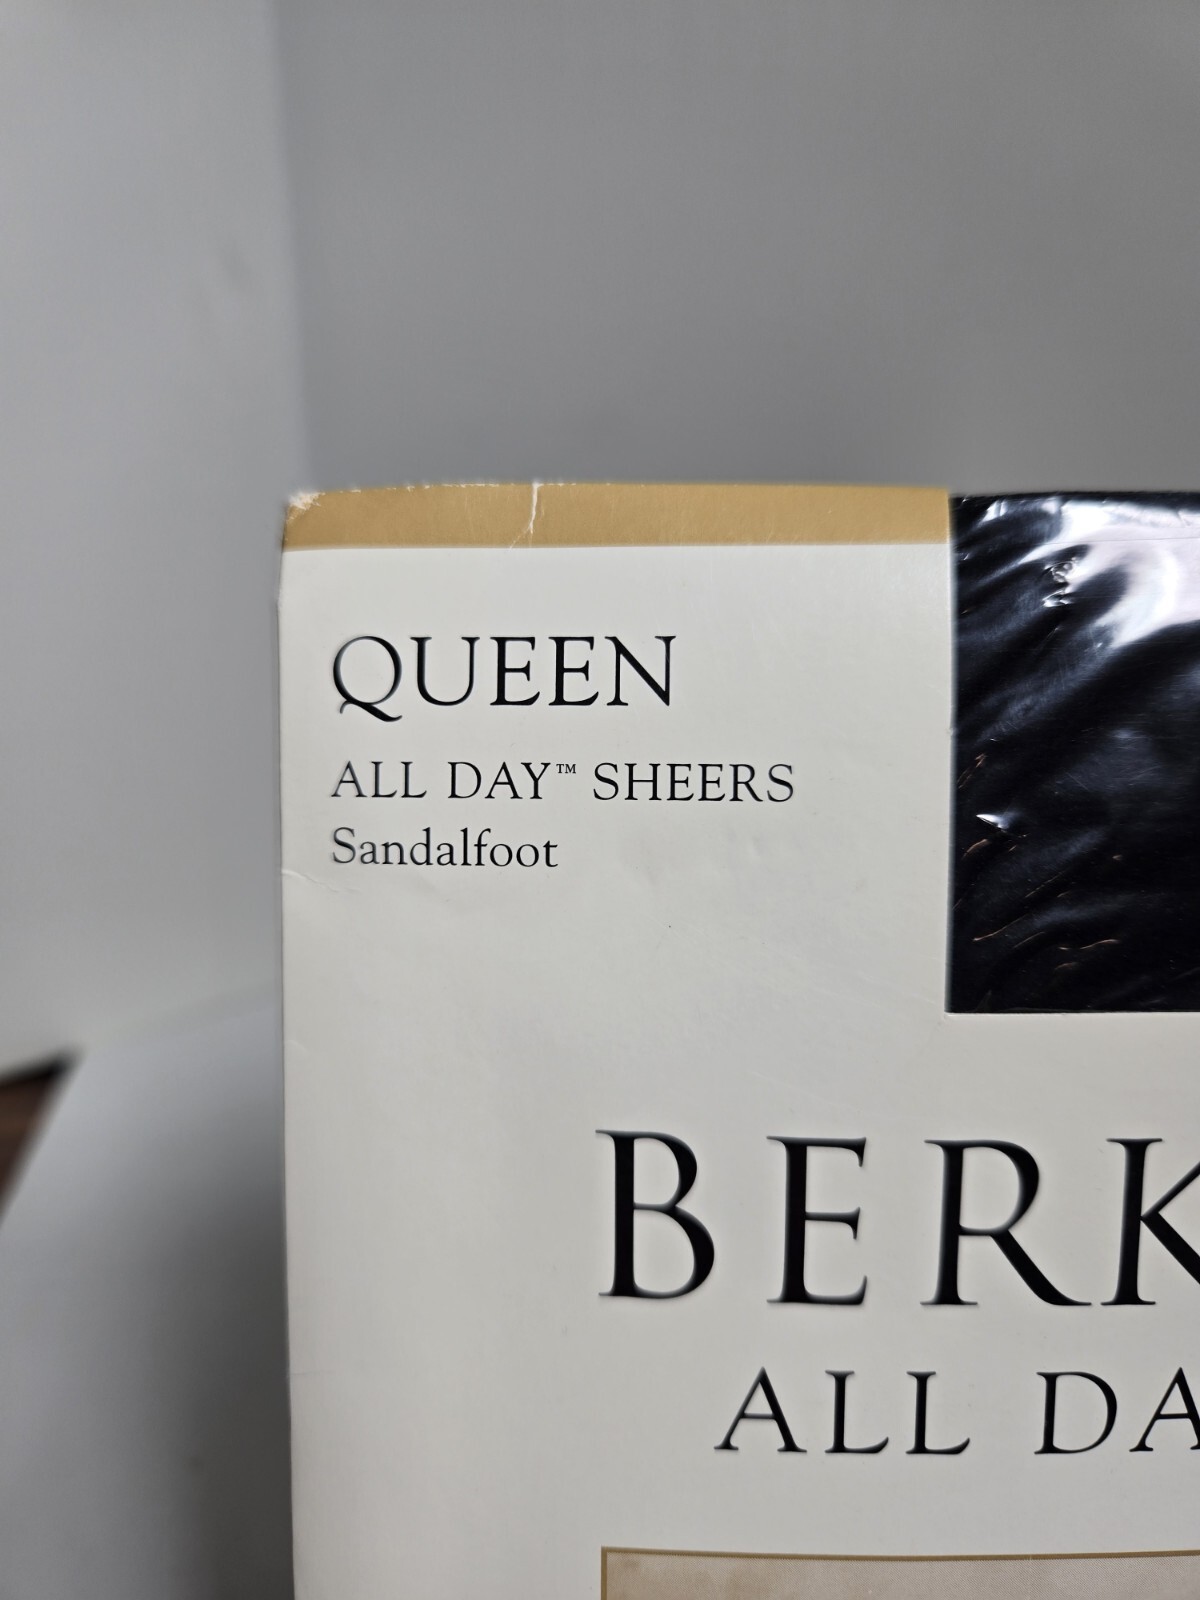 QUEEN
ALL DAY™ SHEERS
Sandalfoot
BERK
ALL DA